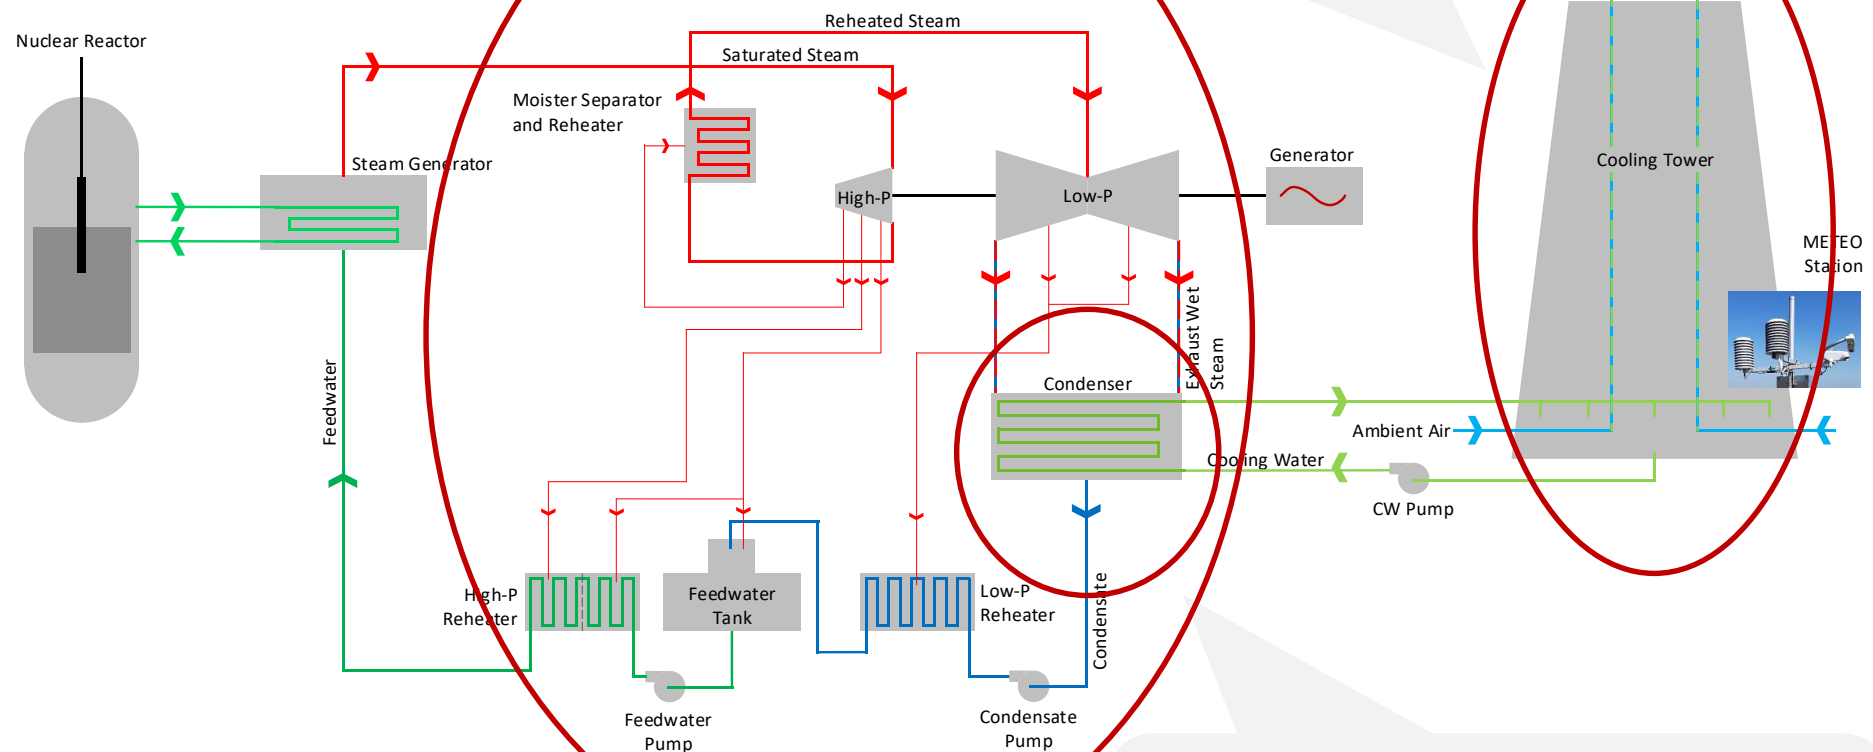 Nuclear Reactor
Reheated Steam
Saturated Steam
Moister Separator
and Reheater
Steam Generator
High-P
Low-P
Generator
Cooling Tower
METEO
Station
Exhaust Wet
Steam
Condenser
Feedwater
Ambient Air
Cooling Water
CW Pump
High-P
Reheater
Feedwater
Tank
Low-P
Reheater
Condensate
Feedwater
Pump
Condensate
Pump